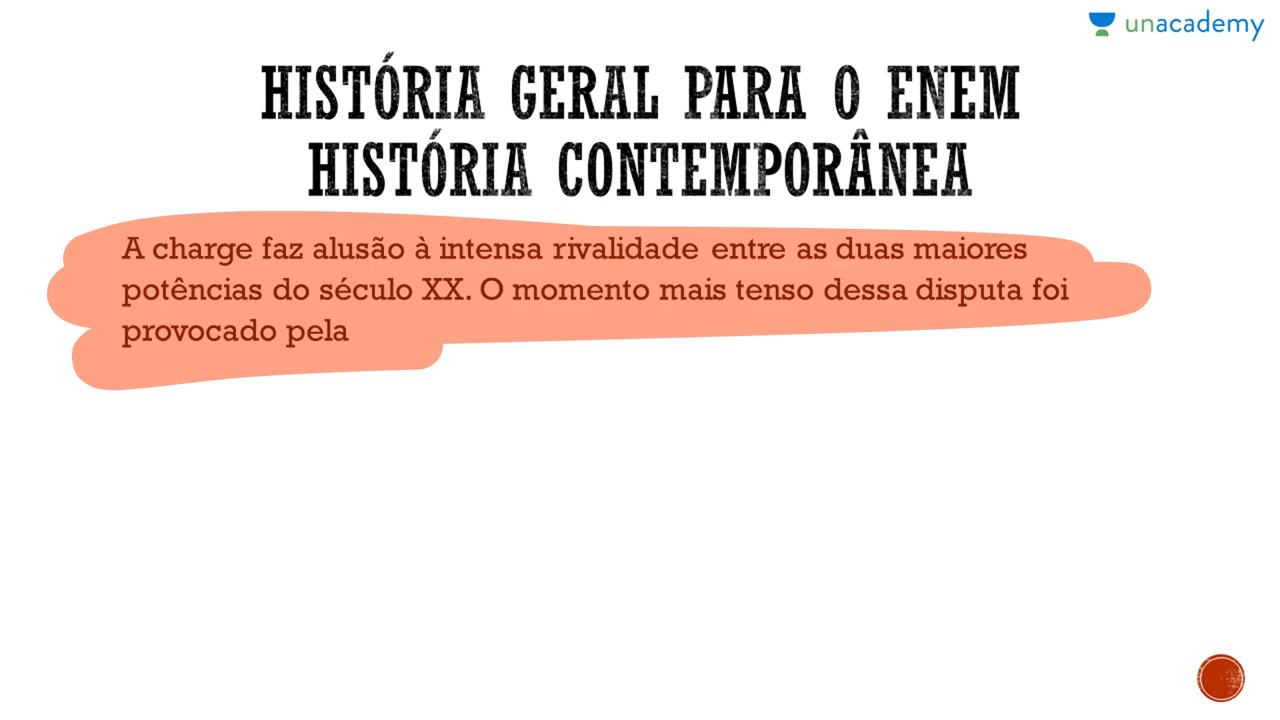 unacademy
HISTÓRIA GERAL PARA O ENEM
HISTÓRIA CONTEMPORÂNEA
A charge faz alusão à intensa rivalidade entre as duas maiores
potências do século XX. O momento mais tenso dessa disputa foi
provocado pela